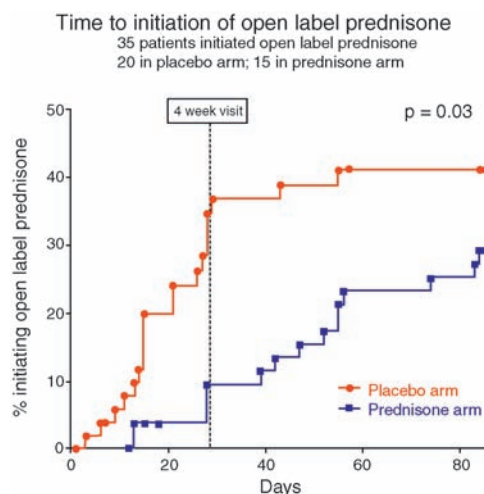 Time to initiation of open label prednisone
35 patients initiated open label prednisone
20 in placebo arm; 15 in prednisone arm
4 week visit
p = 0.03
% initiating open label prednisone
50
40
30
20
10
0
Placebo arm
Prednisone arm
0 20 40 60 80
Days